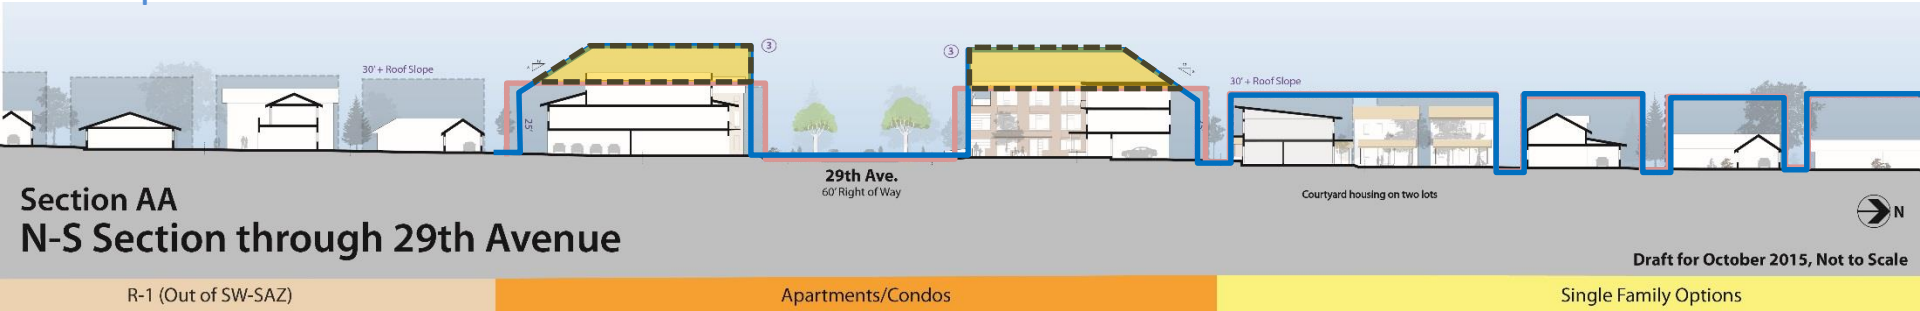 3
3
30' + Roof Slope
30' + Roof Slope
25'
29th Ave.
60' Right of Way
Courtyard housing on two lots
Section AA
N-S Section through 29th Avenue
N
Draft for October 2015, Not to Scale
R-1 (Out of SW-SAZ)
Apartments/Condos
Single Family Options